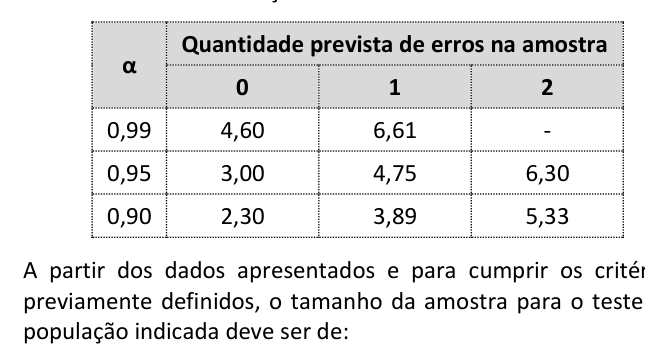 α
Quantidade prevista de erros na amostra
0 1 2
0,99 4,60 6,61 -
0,95 3,00 4,75 6,30
0,90 2,30 3,89 5,33
A partir dos dados apresentados e para cumprir os
previamente definidos, o tamanho da amostra para o teste
população indicada deve ser de: